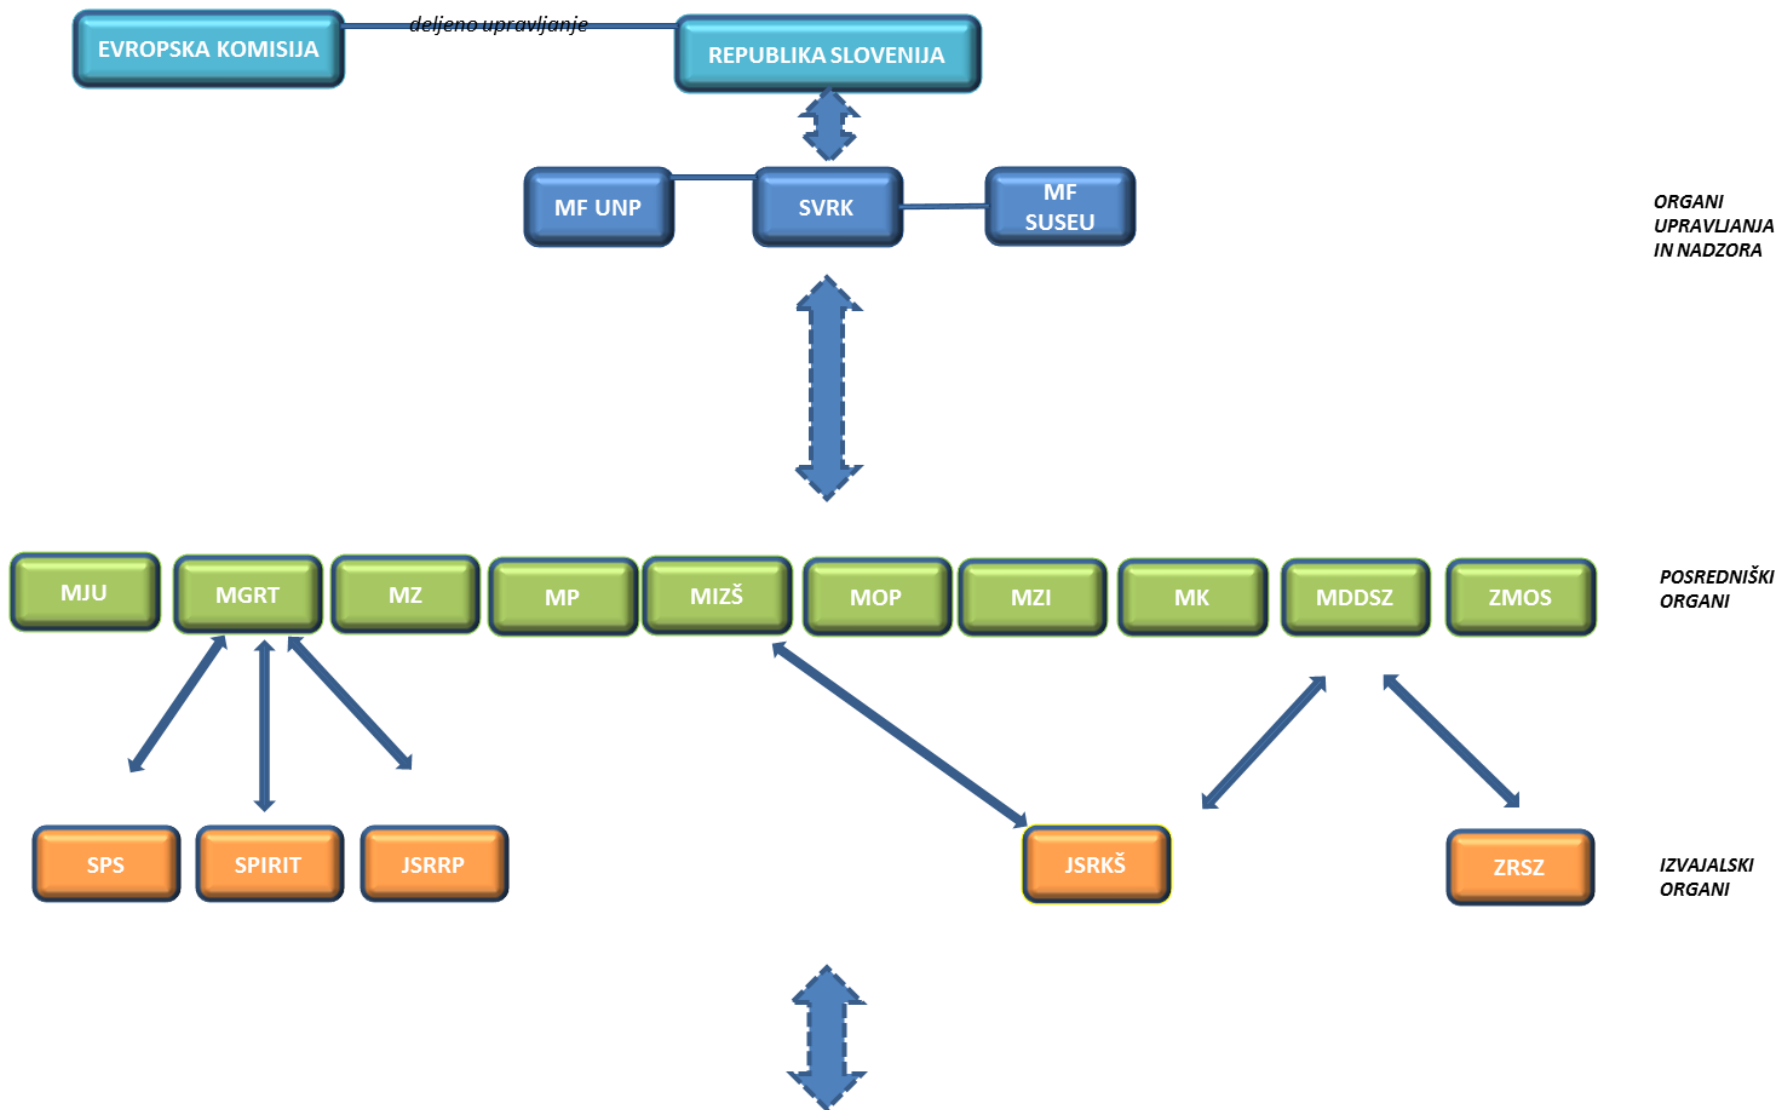 deljeno upravljanje
EVROPSKA KOMISIJA
REPUBLIKA SLOVENIJA
MF UNP
SVRK
MF
SUSEU
ORGANI
UPRAVLJANJA
IN NADZORA
MJU
MGRT
MZ
MP
MIZŠ
MOP
MZI
MK
MDDSZ
ZMOS
POSREDNIŠKI
ORGANI
SPS
SPIRIT
JSRRP
JSRKŠ
ZRSZ
IZVAJALSKI
ORGANI